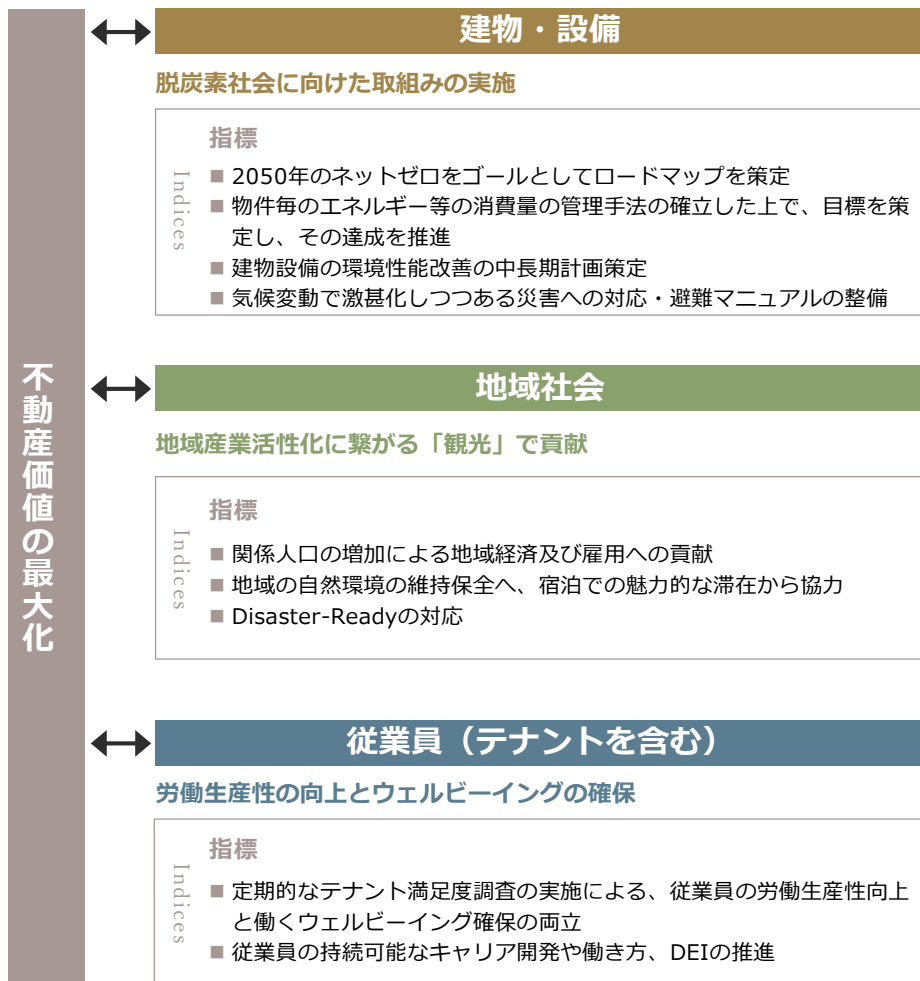 不動産価値の最大化
建物・設備
脱炭素社会に向けた取組みの実施
指標
Indices
■ 2050年のネットゼロをゴールとしてロードマップを策定
■ 物件毎のエネルギー等の消費量の管理手法の確立した上で、目標を策
定し、その達成を推進
■ 建物設備の環境性能改善の中長期計画策定
■ 気候変動で激甚化しつつある災害への対応・避難マニュアルの整備
地域社会
地域産業活性化に繋がる「観光」で貢献
指標
Indices
■ 関係人口の増加による地域経済及び雇用への貢献
■ 地域の自然環境の維持保全へ、宿泊での魅力的な滞在から協力
■ Disaster-Readyの対応
従業員（テナントを含む）
労働生産性の向上とウェルビーイングの確保
指標
Indices
■ 定期的なテナント満足度調査の実施による、従業員の労働生産性向上
と働くウェルビーイング確保の両立
■ 従業員の持続可能なキャリア開発や働き方、DEIの推進